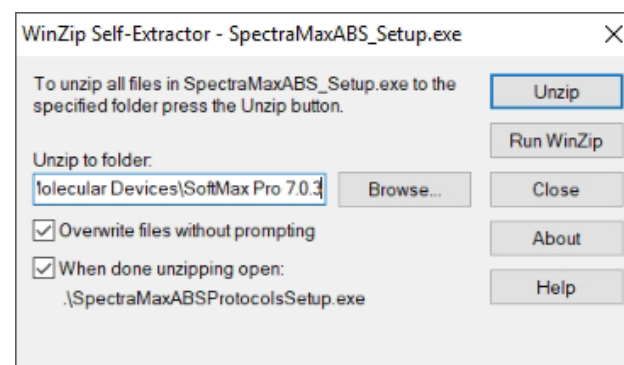 WinZip Self-Extractor - SpectraMaxABS_Setup.exe
To unzip all files in SpectraMaxABS_Setup.exe to the
specified folder press the Unzip button.
Unzip
Run WinZip
Unzip to folder:
Molecular Devices\SoftMax Pro 7.0.3
Browse...
Close
Overwrite files without prompting
About
When done unzipping open:
.\SpectraMaxABSProtocolsSetup.exe
Help